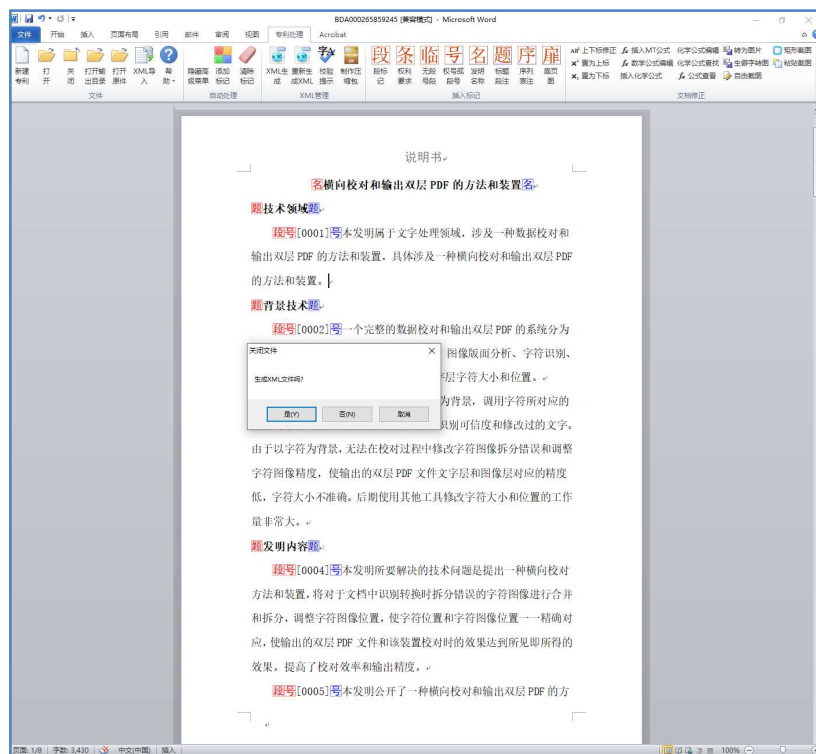 BDA000265859245 [兼容模式] - Microsoft Word
文件 开始 插入 页面布局 引用 邮件 审阅 视图 专利处理 Acrobat
新建专利 打开 关闭 打开输出目录 打开原件 XML导入 帮助
隐藏高级菜单 添加标记 清除标记
XML生成 重新生成XML 校验提示 制作压缩包
段 条 临 号 名 题 序 扉
段标记 权利要求 无段号段 权号或段号 发明名称 标题段注 序列表注 扉页图
上下标修正 插入MT公式 化学公式编辑 转为图片 矩形截图
置为上标 数学公式编辑 化学公式查找 生僻字转图 粘贴截图
置为下标 插入化学公式 公式查看 自由截图
文件 自动处理 XML管理 插入标记 文档修正
说明书
名横向校对和输出双层 PDF 的方法和装置名
题技术领域题
段号[0001]号本发明属于文字处理领域，涉及一种数据校对和
输出双层 PDF 的方法和装置，具体涉及一种横向校对和输出双层 PDF
的方法和装置。
题背景技术题
段号[0002]号一个完整的数据校对和输出双层 PDF 的系统分为
图像版面分析、字符识别、
字层字符大小和位置。
为背景，调用字符所对应的
识别可信度和修改过的文字。
关闭文件
生成XML文件吗?
是(Y) 否(N) 取消
由于以字符为背景，无法在校对过程中修改字符图像拆分错误和调整
字符图像精度，使输出的双层 PDF 文件文字层和图像层对应的精度
低，字符大小不准确。后期使用其他工具修改字符大小和位置的工作
量非常大。
题发明内容题
段号[0004]号本发明所要解决的技术问题是提出一种横向校对
方法和装置，将对于文档中识别转换时拆分错误的字符图像进行合并
和拆分，调整字符图像位置，使字符位置和字符图像位置一一精确对
应，使输出的双层 PDF 文件和该装置校对时的效果达到所见即所得的
效果。提高了校对效率和输出精度。
段号[0005]号本发明公开了一种横向校对和输出双层 PDF 的方
页面: 1/8 字数: 3,430 中文(中国) 插入 100%